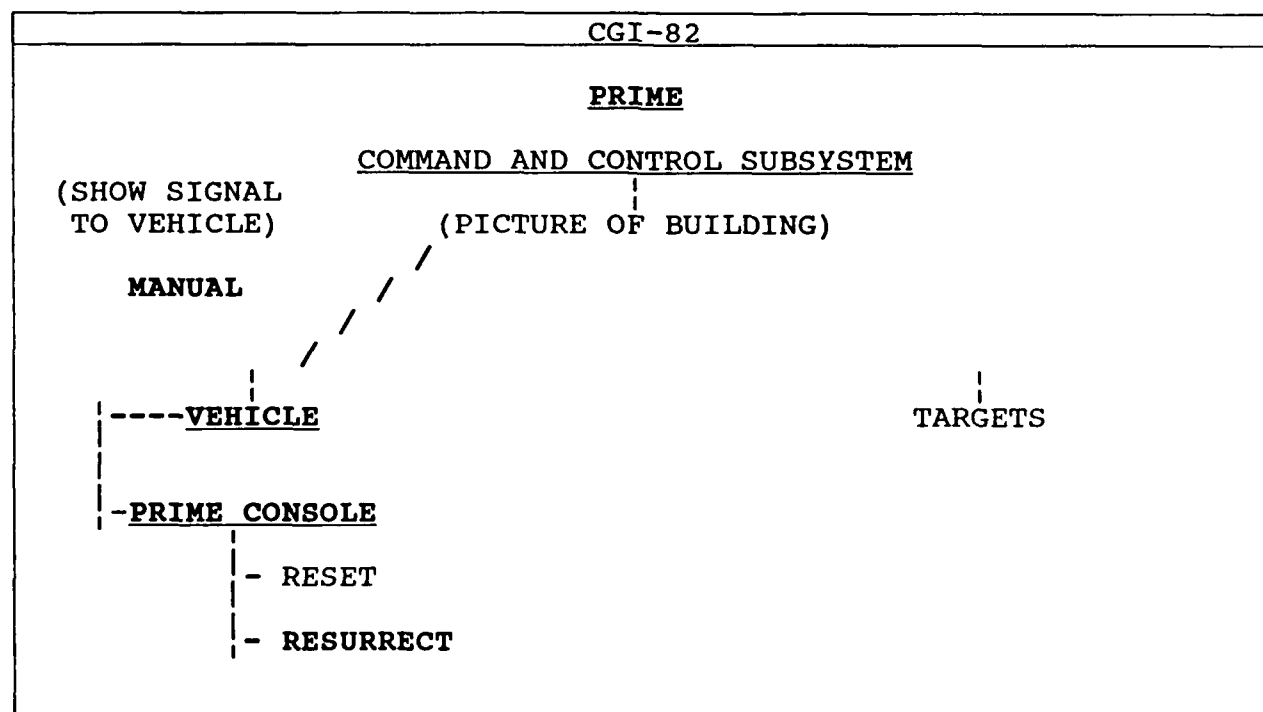 CGI-82
PRIME
COMMAND AND CONTROL SUBSYSTEM
(SHOW SIGNAL
TO VEHICLE)
(PICTURE OF BUILDING)
MANUAL
VEHICLE
TARGETS
PRIME CONSOLE
- RESET
- RESURRECT